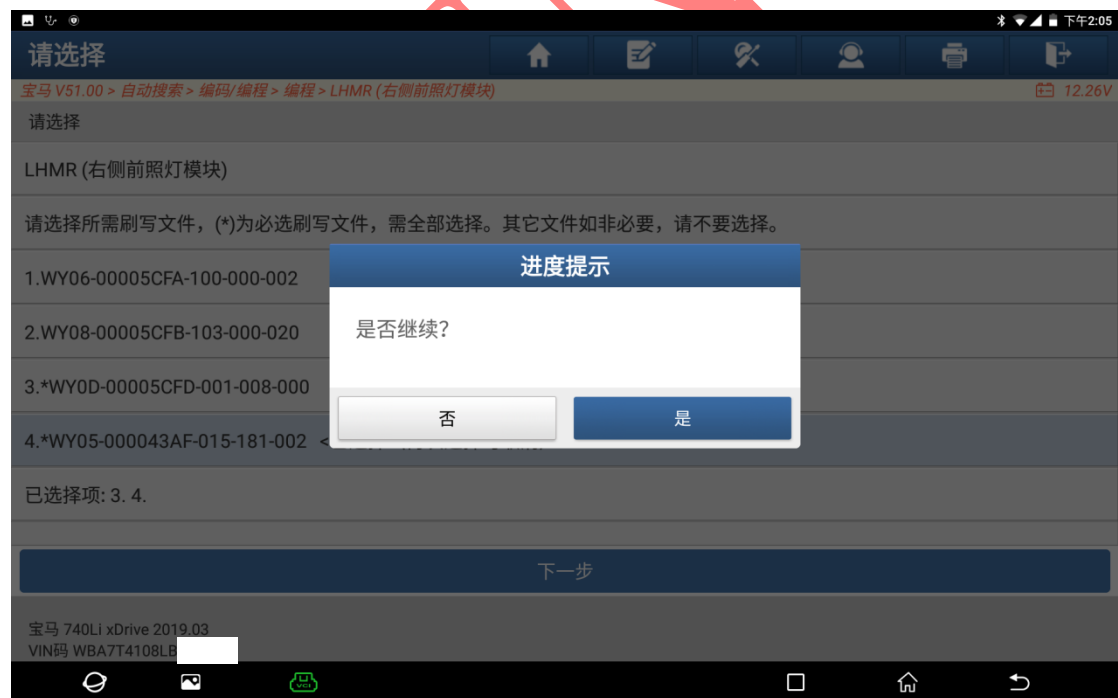 下午2:05
请选择
宝马 V51.00 > 自动搜索 > 编码/编程 > 编程 > LHMR (右侧前照灯模块)
12.26V
请选择
LHMR (右侧前照灯模块)
请选择所需刷写文件，(*)为必选刷写文件，需全部选择。其它文件如非必要，请不要选择。
进度提示
1.WY06-00005CFA-100-000-002
是否继续?
2.WY08-00005CFB-103-000-020
3.*WY0D-00005CFD-001-008-000
否
是
4.*WY05-000043AF-015-181-002 <
已选择项: 3. 4.
下一步
宝马 740Li xDrive 2019.03
VIN码 WBA7T4108LB
VCI